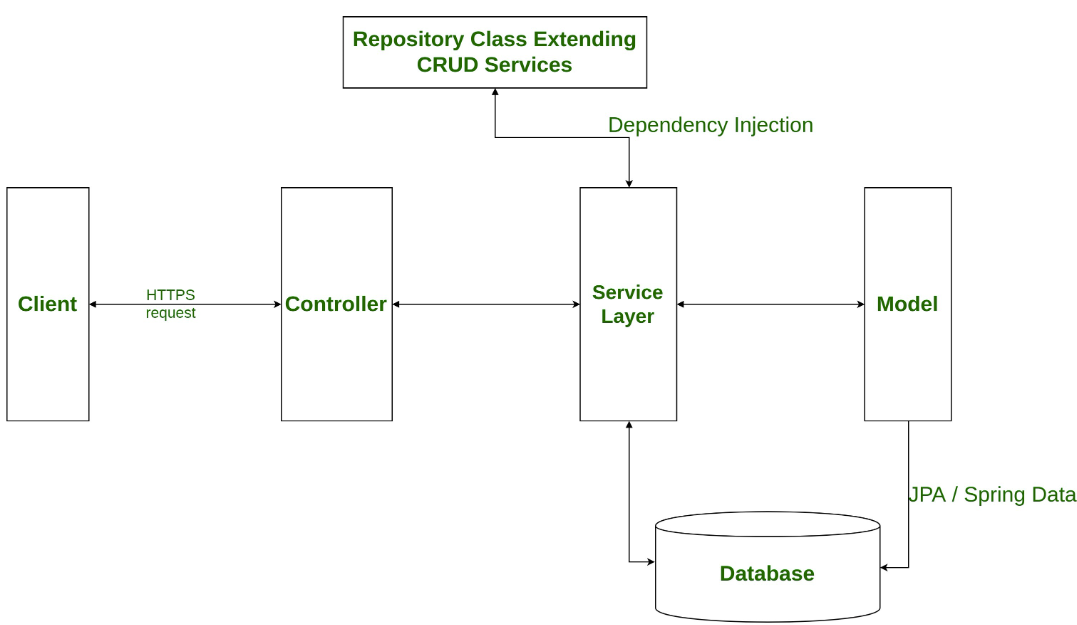 Repository Class Extending
CRUD Services
Dependency Injection
Client
HTTPS
request
Controller
Service
Layer
Model
JPA / Spring Data
Database